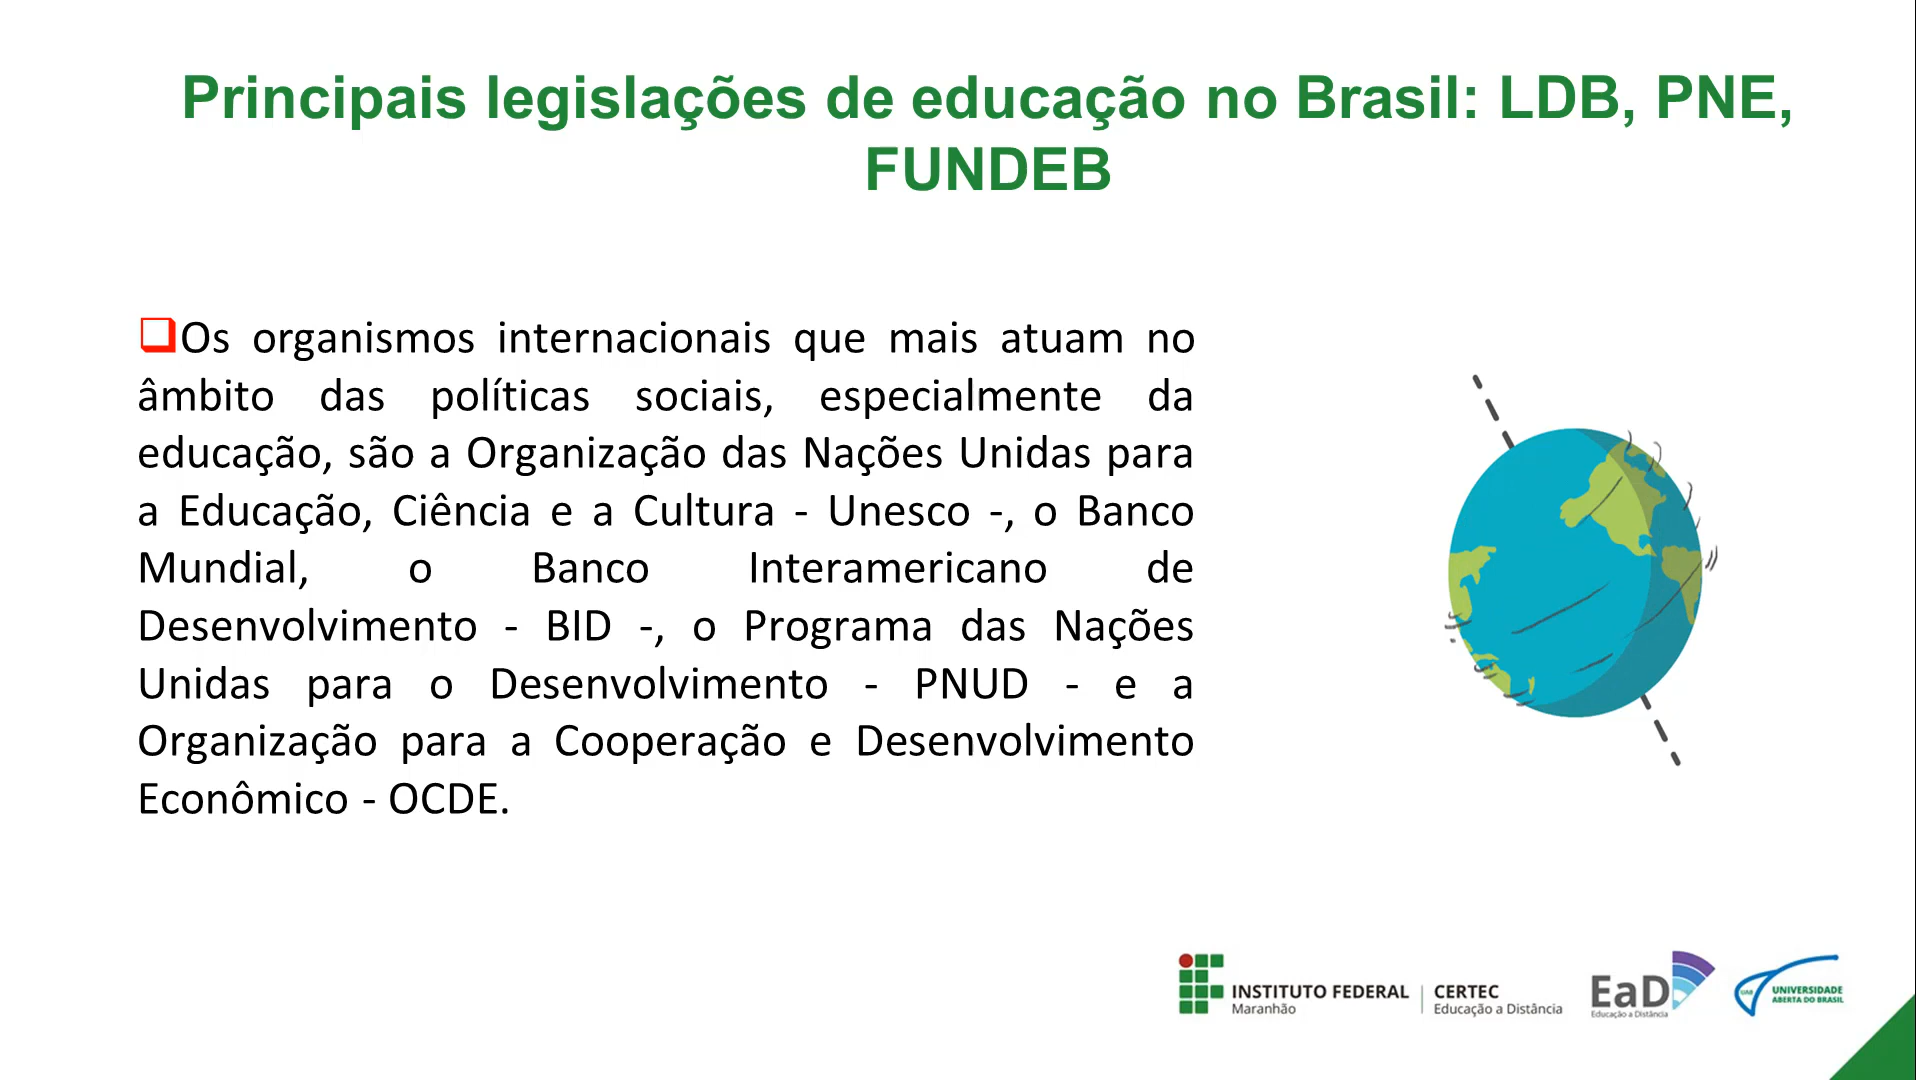 Principais legislações de educação no Brasil: LDB, PNE,
FUNDEB
Os organismos internacionais que mais atuam no
âmbito das políticas sociais, especialmente da
educação, são a Organização das Nações Unidas para
a Educação, Ciência e a Cultura - Unesco -, o Banco
Mundial, o Banco Interamericano de
Desenvolvimento - BID -, o Programa das Nações
Unidas para o Desenvolvimento - PNUD - e a
Organização para a Cooperação e Desenvolvimento
Econômico - OCDE.
INSTITUTO FEDERAL
Maranhão
CERTEC
Educação a Distância
EaD
Educação a Distância
UAB
UNIVERSIDADE
ABERTA DO BRASIL